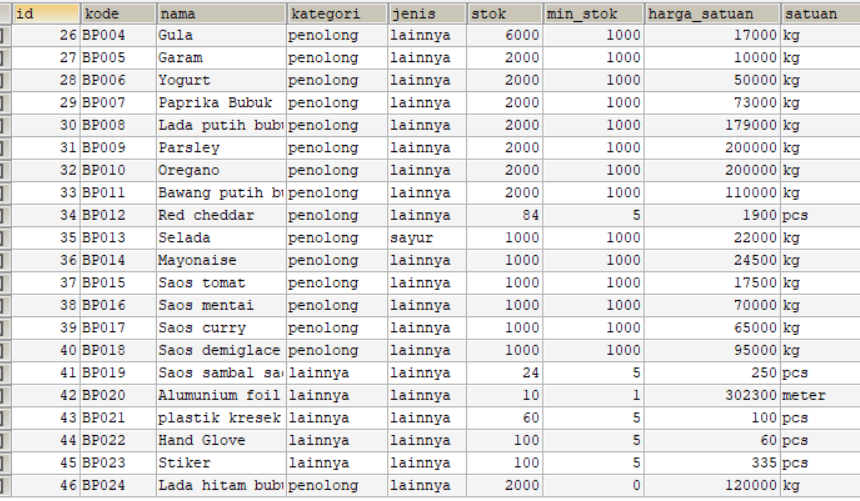 id kode nama kategori jenis stok min_stok harga_satuan satuan
26 BP004 Gula penolong lainnya 6000 1000 17000 kg
27 BP005 Garam penolong lainnya 2000 1000 10000 kg
28 BP006 Yogurt penolong lainnya 2000 1000 50000 kg
29 BP007 Paprika Bubuk penolong lainnya 2000 1000 73000 kg
30 BP008 Lada putih bubu penolong lainnya 2000 1000 179000 kg
31 BP009 Parsley penolong lainnya 2000 1000 200000 kg
32 BP010 Oregano penolong lainnya 2000 1000 200000 kg
33 BP011 Bawang putih bu penolong lainnya 2000 1000 110000 kg
34 BP012 Red cheddar penolong lainnya 84 5 1900 pcs
35 BP013 Selada penolong sayur 1000 1000 22000 kg
36 BP014 Mayonaise penolong lainnya 1000 1000 24500 kg
37 BP015 Saos tomat penolong lainnya 1000 1000 17500 kg
38 BP016 Saos mentai penolong lainnya 1000 1000 70000 kg
39 BP017 Saos curry penolong lainnya 1000 1000 65000 kg
40 BP018 Saos demiglace penolong lainnya 1000 1000 95000 kg
41 BP019 Saos sambal sa lainnya lainnya 24 5 250 pcs
42 BP020 Alumunium foil lainnya lainnya 10 1 302300 meter
43 BP021 plastik kresek lainnya lainnya 60 5 100 pcs
44 BP022 Hand Glove lainnya lainnya 100 5 60 pcs
45 BP023 Stiker lainnya lainnya 100 5 335 pcs
46 BP024 Lada hitam bubu penolong lainnya 2000 0 120000 kg